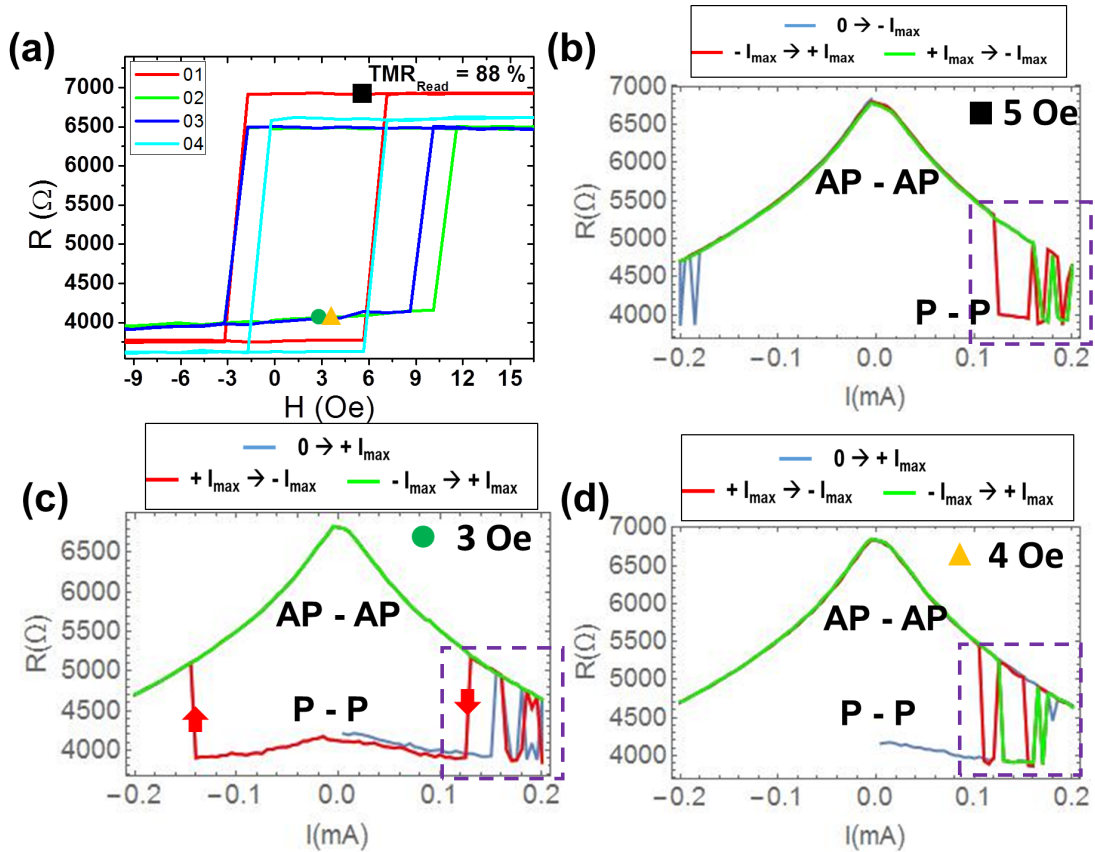 (a)
01
02
03
04
TMR_Read = 88 %
7000
6500
6000
5500
5000
4500
4000
R (Ω)
-9 -6 -3 0 3 6 9 12 15
H (Oe)
(b)
0 → - I_max
- I_max → + I_max
+ I_max → - I_max
5 Oe
AP - AP
P - P
7000
6500
6000
5500
5000
4500
4000
R(Ω)
−0.2 −0.1 0.0 0.1 0.2
I(mA)
(c)
0 → + I_max
+ I_max → - I_max
- I_max → + I_max
3 Oe
AP - AP
P - P
6500
6000
5500
5000
4500
4000
R(Ω)
−0.2 −0.1 0.0 0.1 0.2
I(mA)
(d)
0 → + I_max
+ I_max → - I_max
- I_max → + I_max
4 Oe
AP - AP
P - P
7000
6500
6000
5500
5000
4500
4000
R(Ω)
−0.2 −0.1 0.0 0.1 0.2
I(mA)